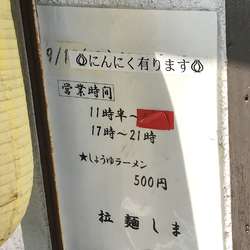 9/1
にんにく有ります
営業時間
11時半〜
17時〜21時
★しょうゆラーメン
500円
拉麺しま